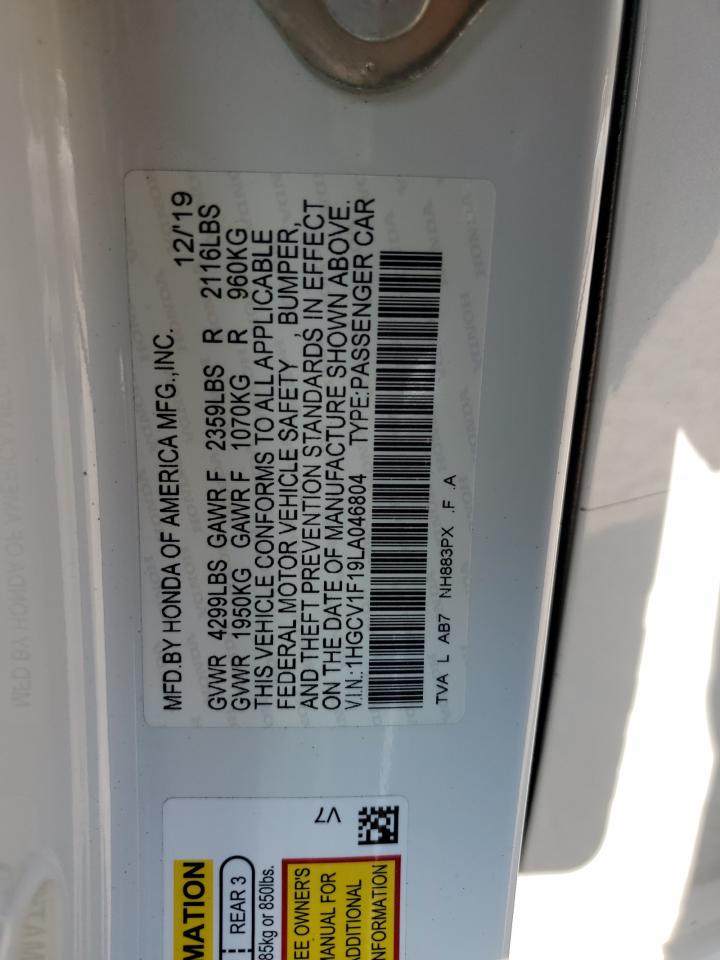 MFD.BY HONDA OF AMERICA MFG.,INC. 12/'19
GVWR 4299LBS GAWR F 2359LBS R 2116LBS
GVWR 1950KG GAWR F 1070KG R 960KG
THIS VEHICLE CONFORMS TO ALL APPLICABLE
FEDERAL MOTOR VEHICLE SAFETY , BUMPER,
AND THEFT PREVENTION STANDARDS IN EFFECT
ON THE DATE OF MANUFACTURE SHOWN ABOVE.
V.I.N.:1HGCV1F19LA046804 TYPE:PASSENGER CAR
TVA L AB7 NH883PX .F .A
V7
MATION
REAR 3
85kg or 850lbs.
EE OWNER'S
MANUAL FOR
ADDITIONAL
NFORMATION